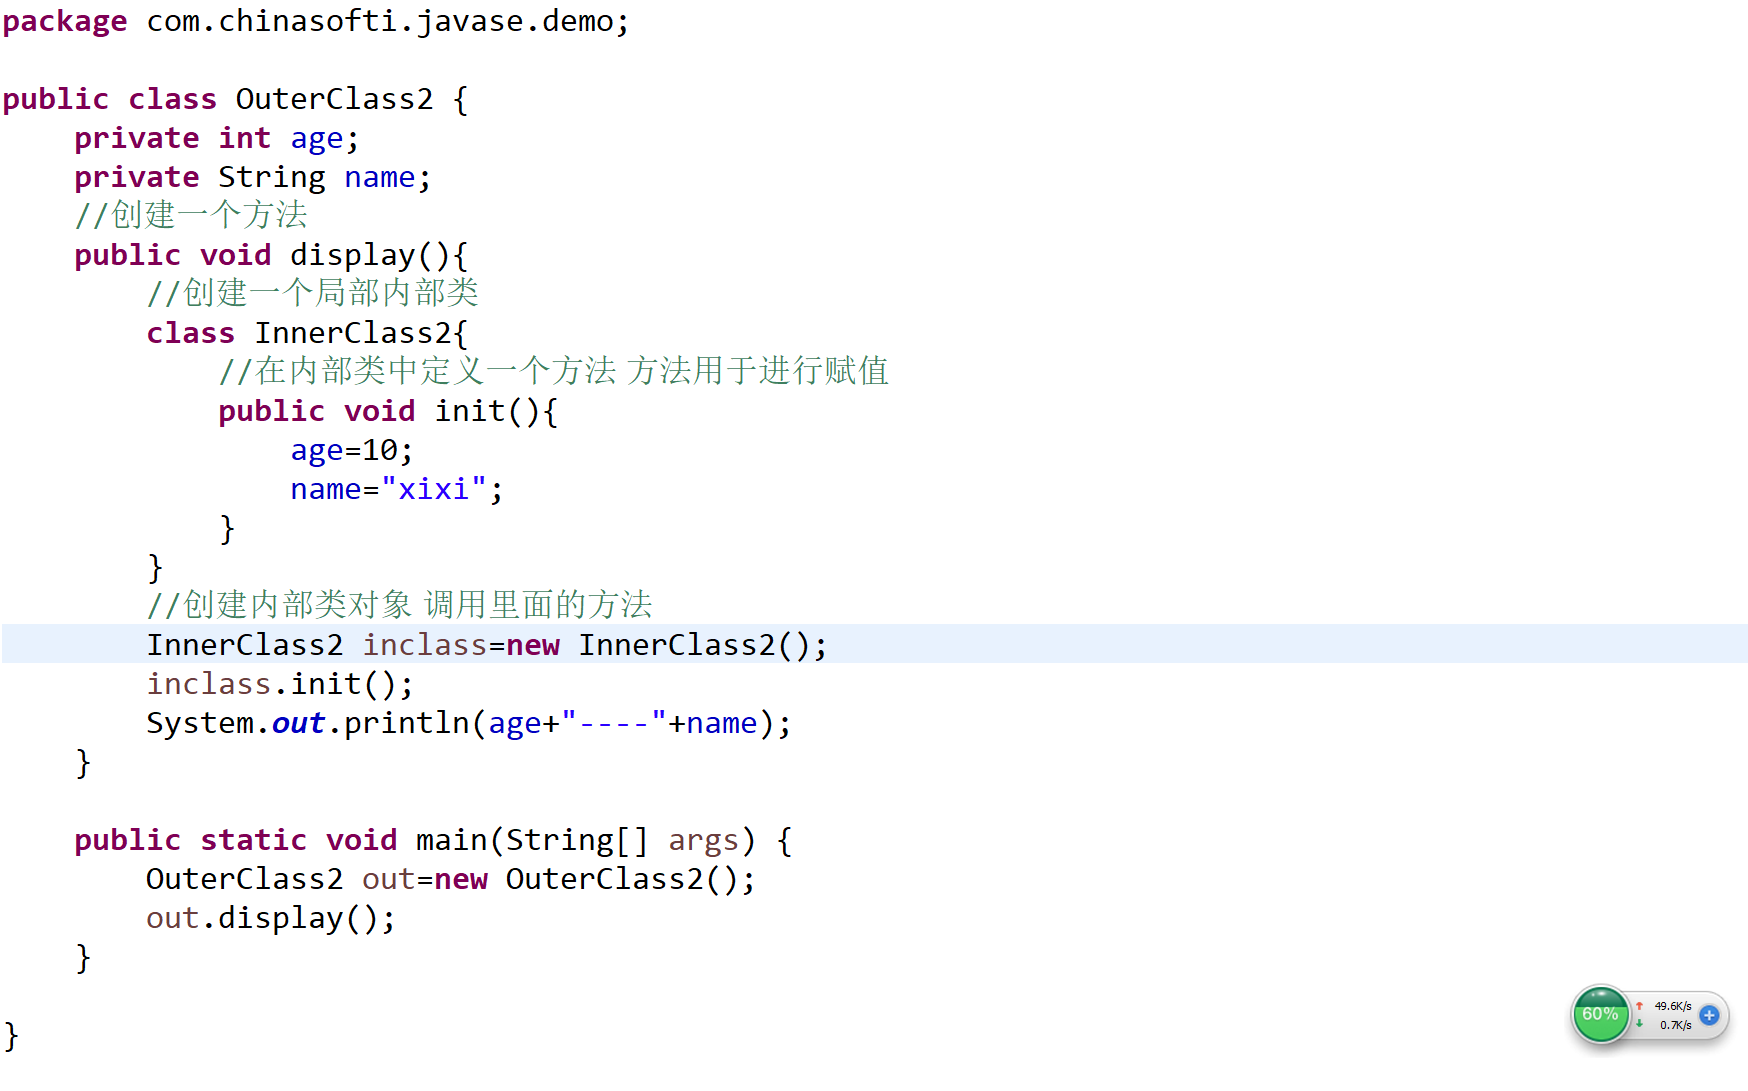 package com.chinasofti.javase.demo;
public class OuterClass2 {
private int age;
private String name;
//创建一个方法
public void display(){
//创建一个局部内部类
class InnerClass2{
//在内部类中定义一个方法 方法用于进行赋值
public void init(){
age=10;
name="xixi";
}
}
//创建内部类对象 调用里面的方法
InnerClass2 inclass=new InnerClass2();
inclass.init();
System.out.println(age+"----"+name);
}
public static void main(String[] args) {
OuterClass2 out=new OuterClass2();
out.display();
}
}
60%
49.6K/s
0.7K/s